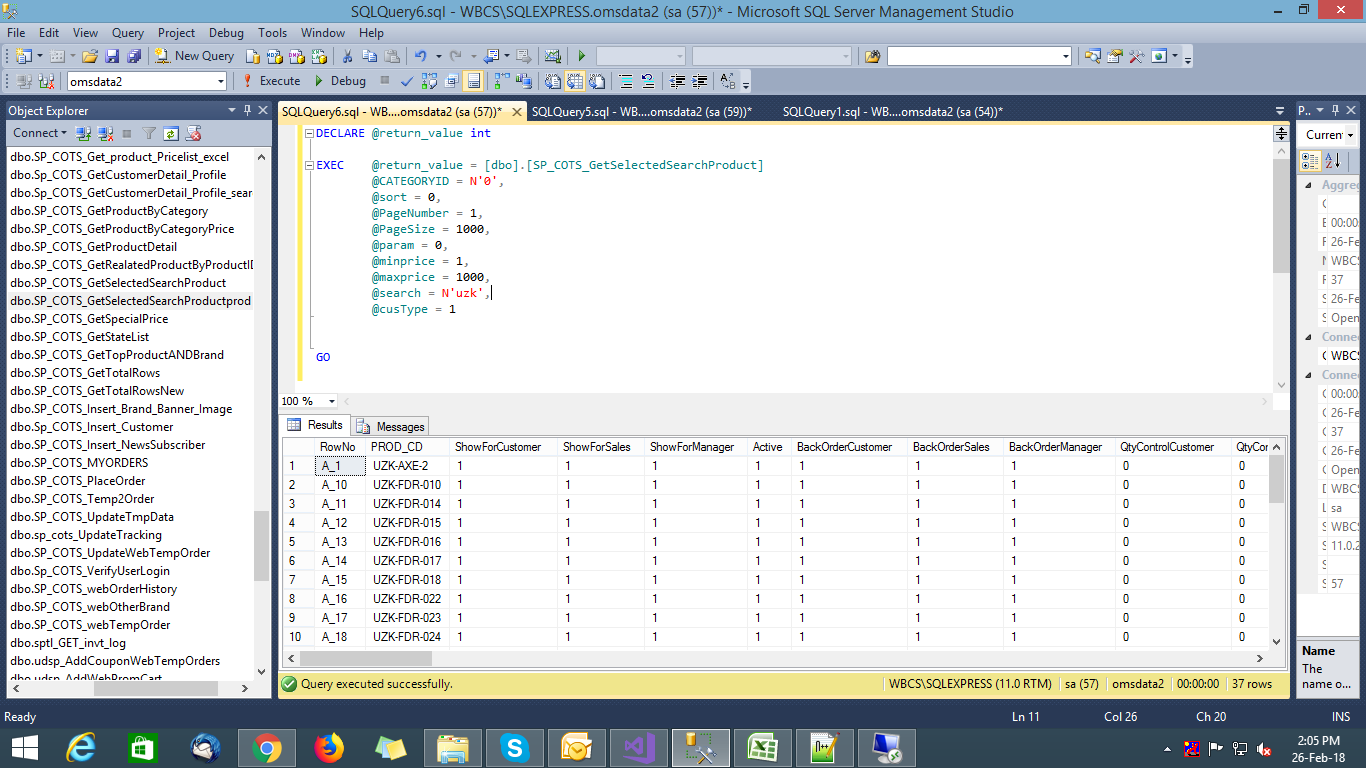 SQLQuery6.sql - WBCS\SQLEXPRESS.omsdata2 (sa (57))* - Microsoft SQL Server Management Studio
File Edit View Query Project Debug Tools Window Help
New Query
omsdata2 Execute Debug
Object Explorer
Connect
dbo.SP_COTS_Get_product_Pricelist_excel
dbo.SP_COTS_GetCustomerDetail_Profile
dbo.SP_COTS_GetCustomerDetail_Profile_sear
dbo.SP_COTS_GetProductByCategory
dbo.SP_COTS_GetProductByCategoryPrice
dbo.SP_COTS_GetProductDetail
dbo.SP_COTS_GetRealatedProductByProductI
dbo.SP_COTS_GetSelectedSearchProduct
dbo.SP_COTS_GetSelectedSearchProductprod
dbo.SP_COTS_GetSpecialPrice
dbo.SP_COTS_GetStateList
dbo.SP_COTS_GetTopProductANDBrand
dbo.SP_COTS_GetTotalRows
dbo.SP_COTS_GetTotalRowsNew
dbo.SP_COTS_Insert_Brand_Banner_Image
dbo.SP_COTS_Insert_Customer
dbo.SP_COTS_Insert_NewsSubscriber
dbo.SP_COTS_MYORDERS
dbo.SP_COTS_PlaceOrder
dbo.SP_COTS_Temp2Order
dbo.SP_COTS_UpdateTmpData
dbo.sp_cots_UpdateTracking
dbo.SP_COTS_UpdateWebTempOrder
dbo.Sp_COTS_VerifyUserLogin
dbo.SP_COTS_webOrderHistory
dbo.SP_COTS_webOtherBrand
dbo.SP_COTS_webTempOrder
dbo.sptl_GET_invt_log
dbo.udsp_AddCouponWebTempOrders
dbo.udsp_AddWebPromCart
SQLQuery6.sql - WB....omsdata2 (sa (57))* SQLQuery5.sql - WB....omsdata2 (sa (59))* SQLQuery1.sql - WB....omsdata2 (sa (54))*
DECLARE @return_value int
EXEC @return_value = [dbo].[SP_COTS_GetSelectedSearchProduct]
@CATEGORYID = N'0',
@sort = 0,
@PageNumber = 1,
@PageSize = 1000,
@param = 0,
@minprice = 1,
@maxprice = 1000,
@search = N'uzk',
@cusType = 1
GO
100 %
Results Messages
RowNo PROD_CD ShowForCustomer ShowForSales ShowForManager Active BackOrderCustomer BackOrderSales BackOrderManager QtyControlCustomer QtyCor
1 A_1 UZK-AXE-2 1 1 1 1 1 1 1 0 0
2 A_10 UZK-FDR-010 1 1 1 1 1 1 1 0 0
3 A_11 UZK-FDR-014 1 1 1 1 1 1 1 0 0
4 A_12 UZK-FDR-015 1 1 1 1 1 1 1 0 0
5 A_13 UZK-FDR-016 1 1 1 1 1 1 1 0 0
6 A_14 UZK-FDR-017 1 1 1 1 1 1 1 0 0
7 A_15 UZK-FDR-018 1 1 1 1 1 1 1 0 0
8 A_16 UZK-FDR-022 1 1 1 1 1 1 1 0 0
9 A_17 UZK-FDR-023 1 1 1 1 1 1 1 0 0
10 A_18 UZK-FDR-024 1 1 1 1 1 1 1 0 0
Query executed successfully. WBCS\SQLEXPRESS (11.0 RTM) sa (57) omsdata2 00:00:00 37 rows
P..
Current
Aggre
C
E 00:00
F 26-Fe
N WBC
F 37
S 26-Fe
S Open
Conne
C WBC
Conne
C 00:00
C 26-Fe
C 37
C 26-Fe
C Open
D WBC
L sa
S WBC
S 11.0.2
S
S 57
Name
The
name o...
Ready Ln 11 Col 26 Ch 20 INS
2:05 PM
26-Feb-18